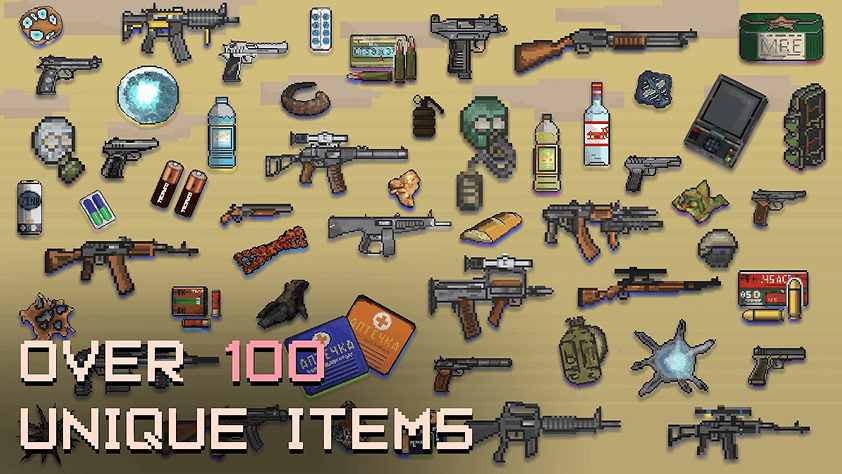 MRE
.45 ACP
АПТЕЧКА
АПТЕЧКА
OVER 100
UNIQUE ITEMS